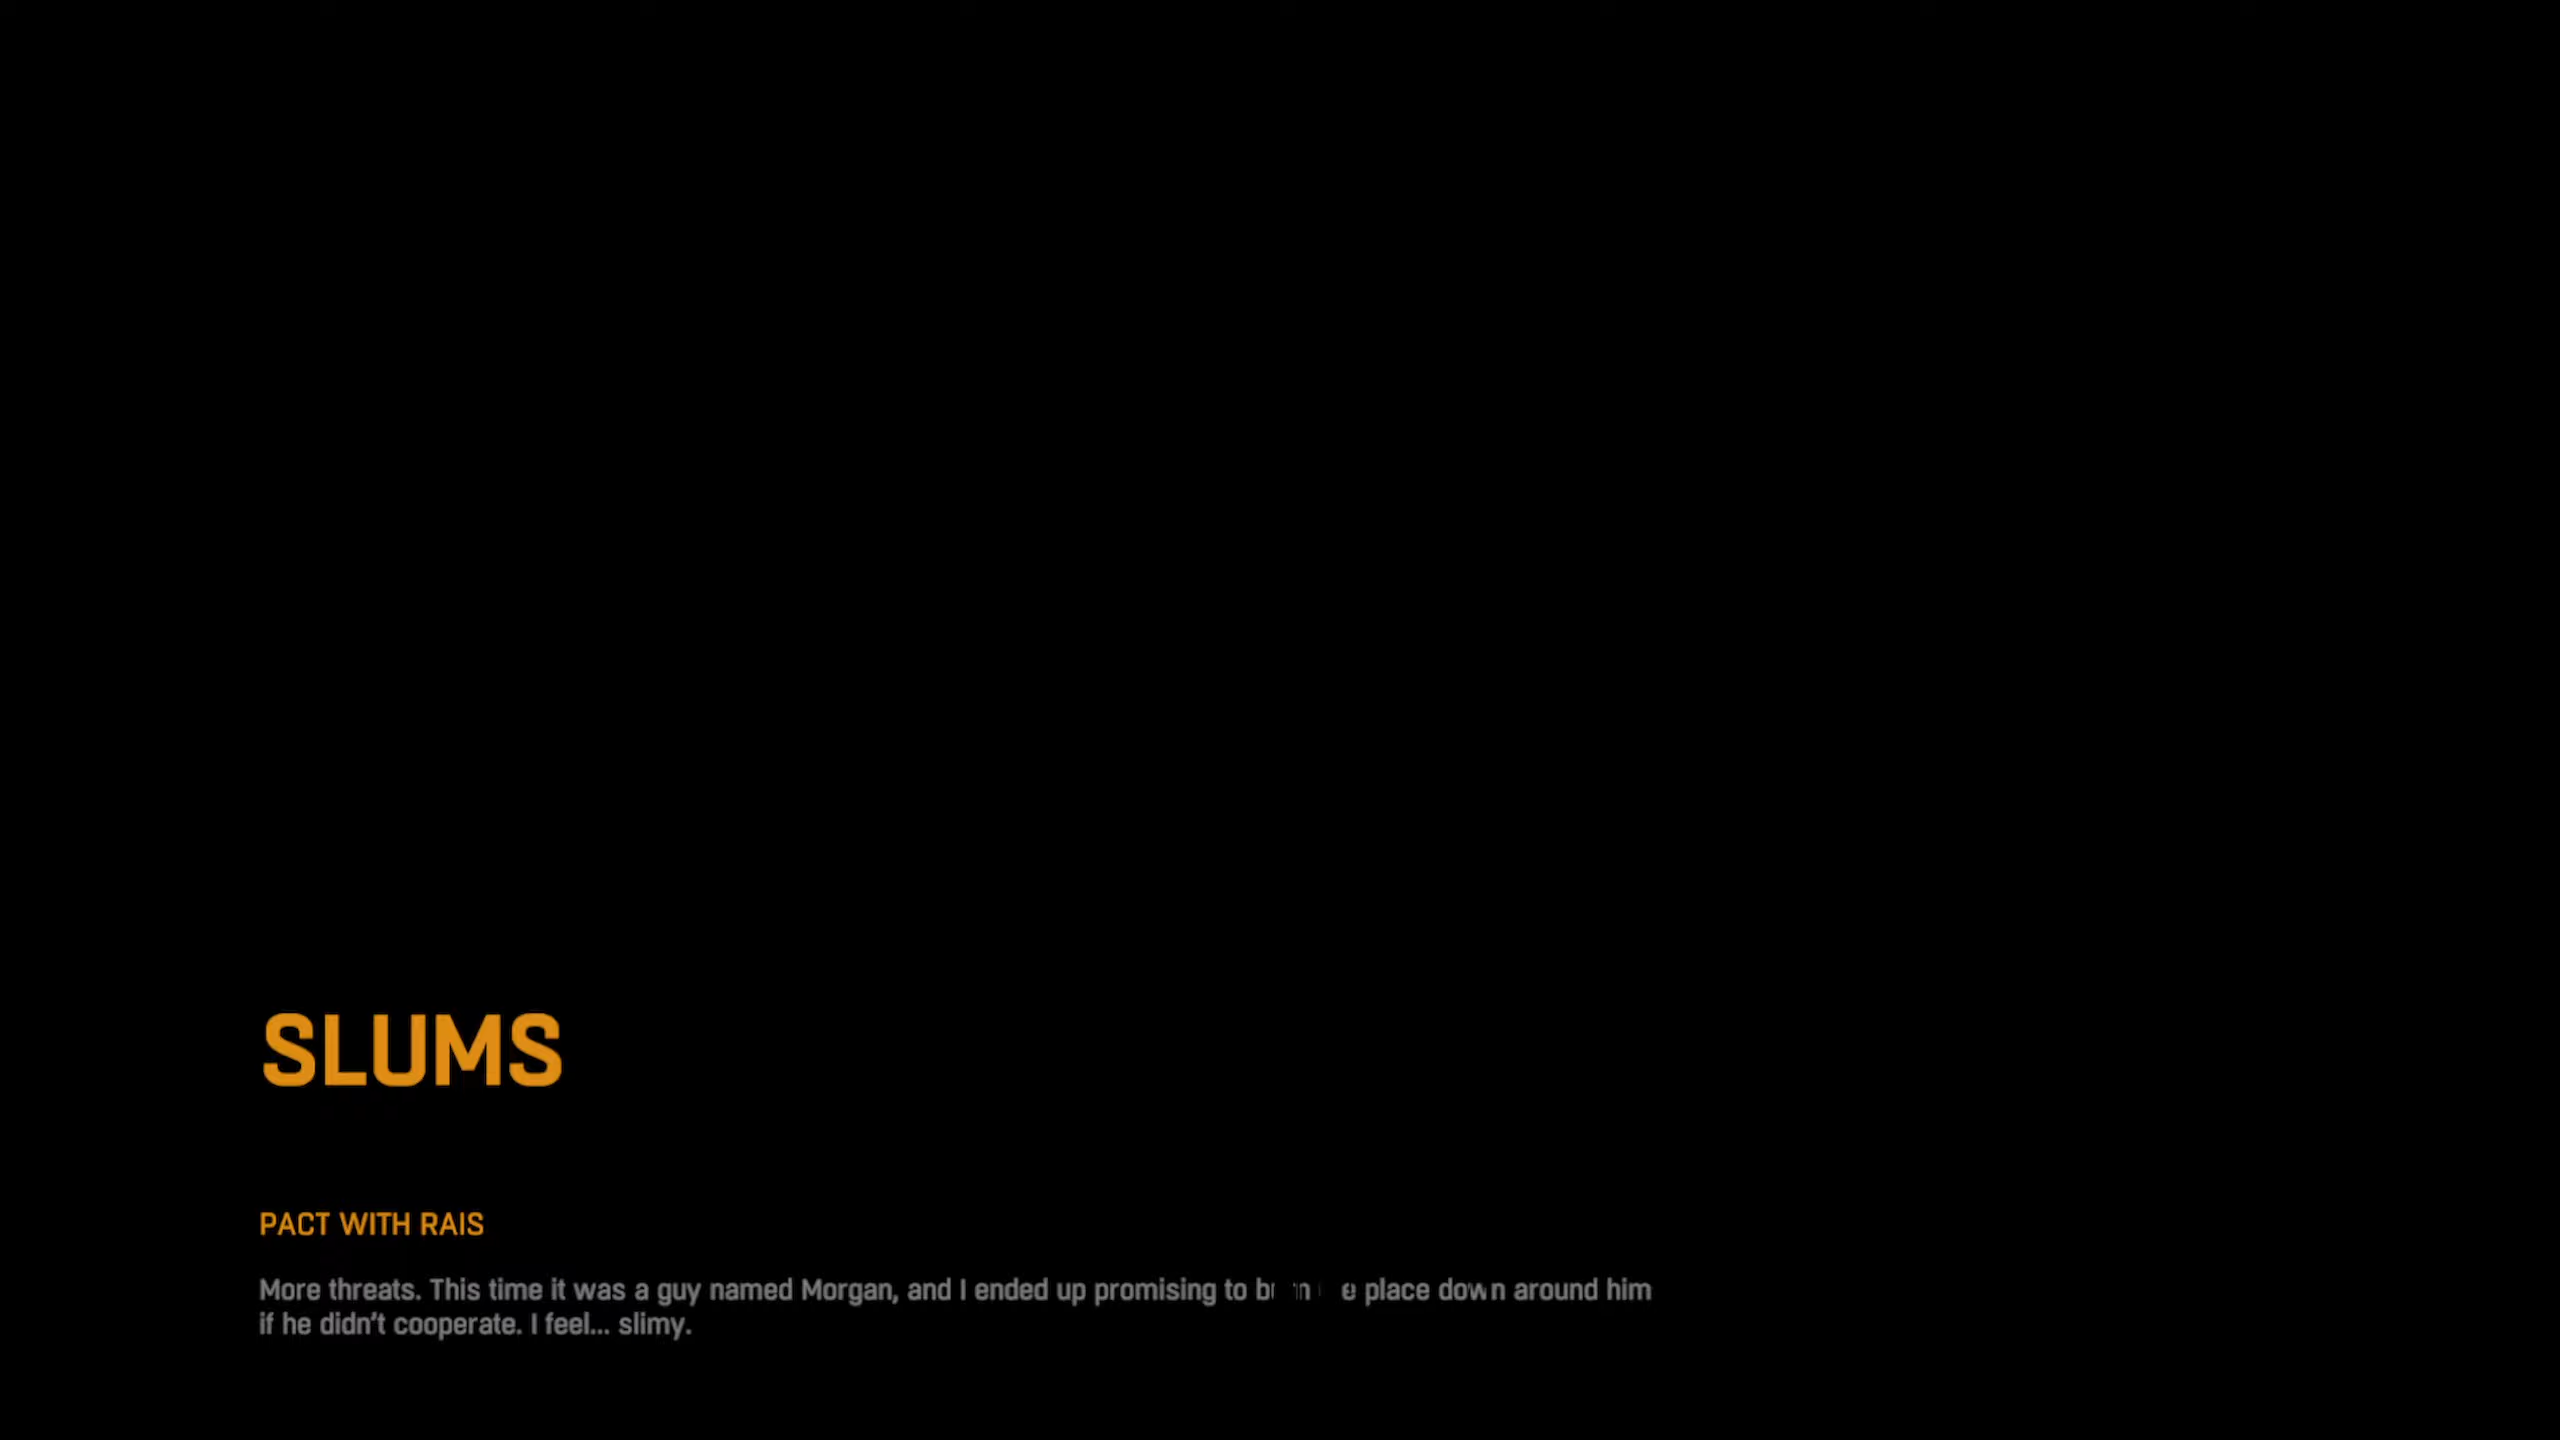 SLUMS
PACT WITH RAIS
More threats. This time it was a guy named Morgan, and I ended up promising to place down around him
if he didn't cooperate. I feel... slimy.